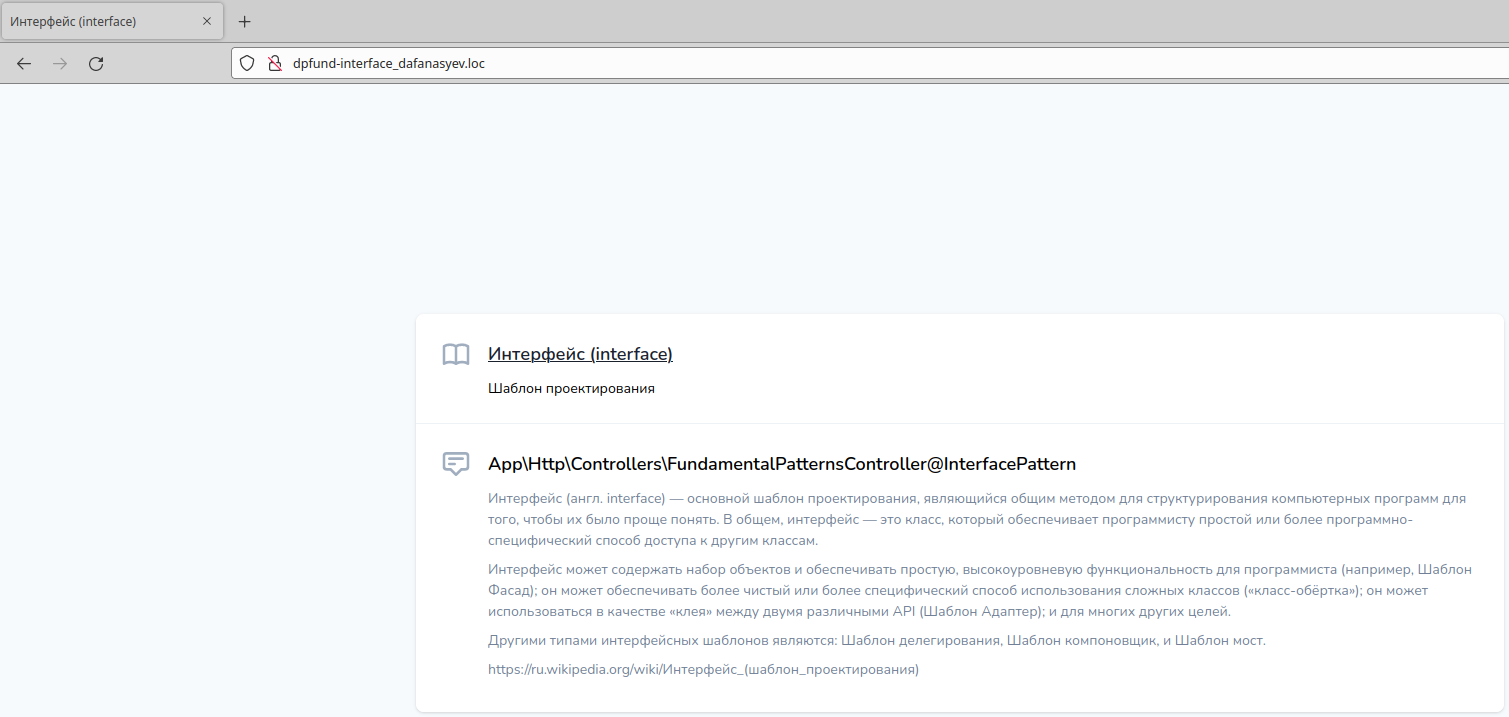 Интерфейс (interface)
dpfund-interface_dafanasyev.loc
Интерфейс (interface)
Шаблон проектирования
App\Http\Controllers\FundamentalPatternsController@InterfacePattern
Интерфейс (англ. interface) — основной шаблон проектирования, являющийся общим методом для структурирования компьютерных программ для
того, чтобы их было проще понять. В общем, интерфейс — это класс, который обеспечивает программисту простой или более программно-
специфический способ доступа к другим классам.
Интерфейс может содержать набор объектов и обеспечивать простую, высокоуровневую функциональность для программиста (например, Шаблон
Фасад); он может обеспечивать более чистый или более специфический способ использования сложных классов («класс-обёртка»); он может
использоваться в качестве «клея» между двумя различными API (Шаблон Адаптер); и для многих других целей.
Другими типами интерфейсных шаблонов являются: Шаблон делегирования, Шаблон компоновщик, и Шаблон мост.
https://ru.wikipedia.org/wiki/Интерфейс_(шаблон_проектирования)